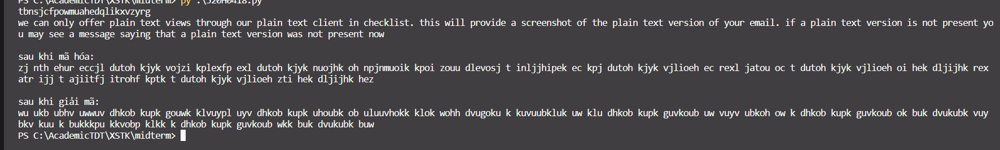 PS C:\AcademicTDT\XSTK\midterm> py .\520H0418.py
tbnsjcfpowmuahedqlikxvzyrg
we can only offer plain text views through our plain text client in checklist. this will provide a screenshot of the plain text version of your email. if a plain text version is not present yo
u may see a message saying that a plain text version was not present now
sau khi mã hóa:
zj nth ehur eccjl dutoh kjyk vojzi kplexfp exl dutoh kjyk nuojhk oh npjnmuoik kpoi zouu dlevosj t inljjhipek ec kpj dutoh kjyk vjlioeh ec rexl jatou oc t dutoh kjyk vjlioeh oi hek dljijhk rex
atr ijj t ajiitfj itrohf kptk t dutoh kjyk vjlioeh zti hek dljijhk hez
sau khi giải mã:
wu ukb ubhv uwwuv dhkob kupk gouwk klvuypl uyv dhkob kupk uhoubk ob uluuvhokk klok wohh dvugoku k kuvuubkluk uw klu dhkob kupk guvkoub uw vuyv ubkoh ow k dhkob kupk guvkoub ok buk dvukubk vuy
bkv kuu k bukkkpu kkvobp klkk k dhkob kupk guvkoub wkk buk dvukubk buw
PS C:\AcademicTDT\XSTK\midterm>